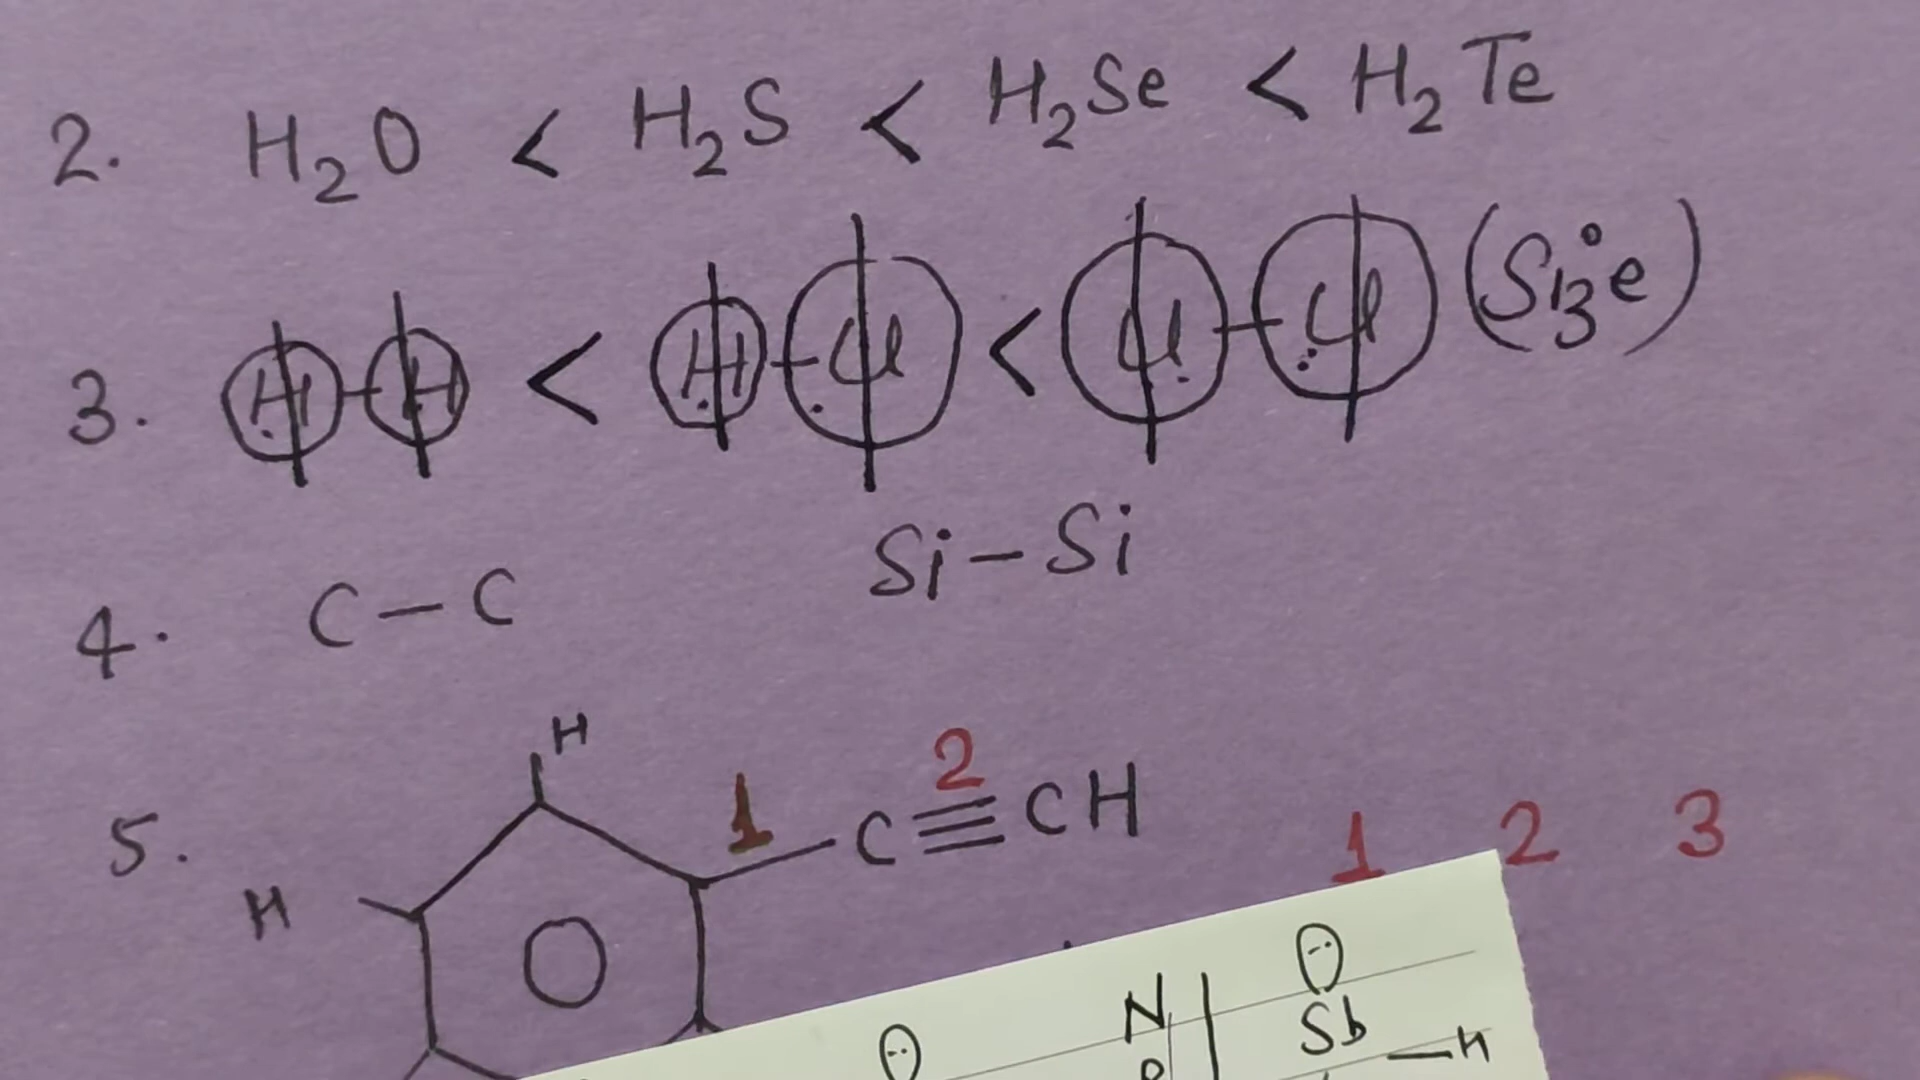 2. H₂O < H₂S < H₂Se < H₂Te
3. H-H < H-Cl < Cl-Cl (Size)
4. C-C Si-Si
5. H
1 2
C≡CH
1 2 3
H
N Sb-H